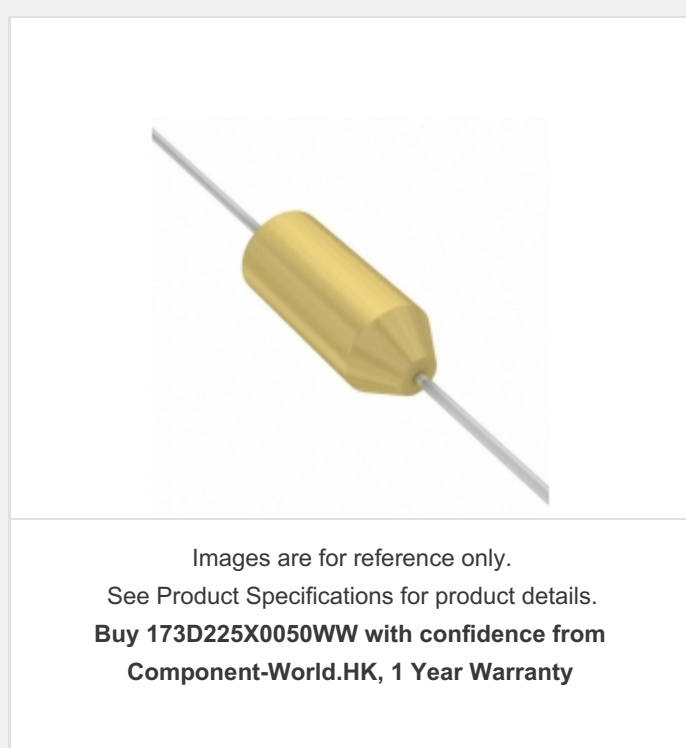 Images are for reference only.
See Product Specifications for product details.
Buy 173D225X0050WW with confidence from
Component-World.HK, 1 Year Warranty